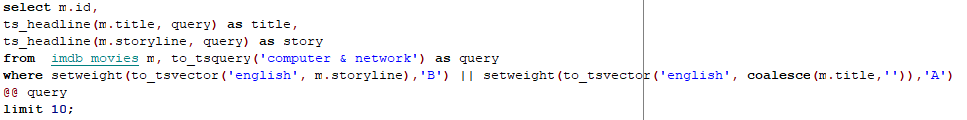 select m.id,
ts_headline(m.title, query) as title,
ts_headline(m.storyline, query) as story
from  imdb_movies m, to_tsquery('computer & network') as query
where setweight(to_tsvector('english', m.storyline),'B') || setweight(to_tsvector('english', coalesce(m.title,'')),'A')
@@ query
limit 10;